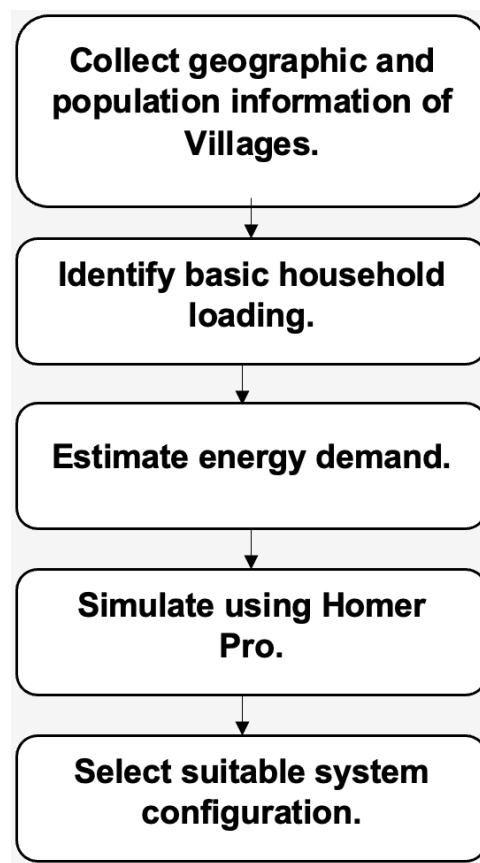 Collect geographic and
population information of
Villages.
Identify basic household
loading.
Estimate energy demand.
Simulate using Homer
Pro.
Select suitable system
configuration.